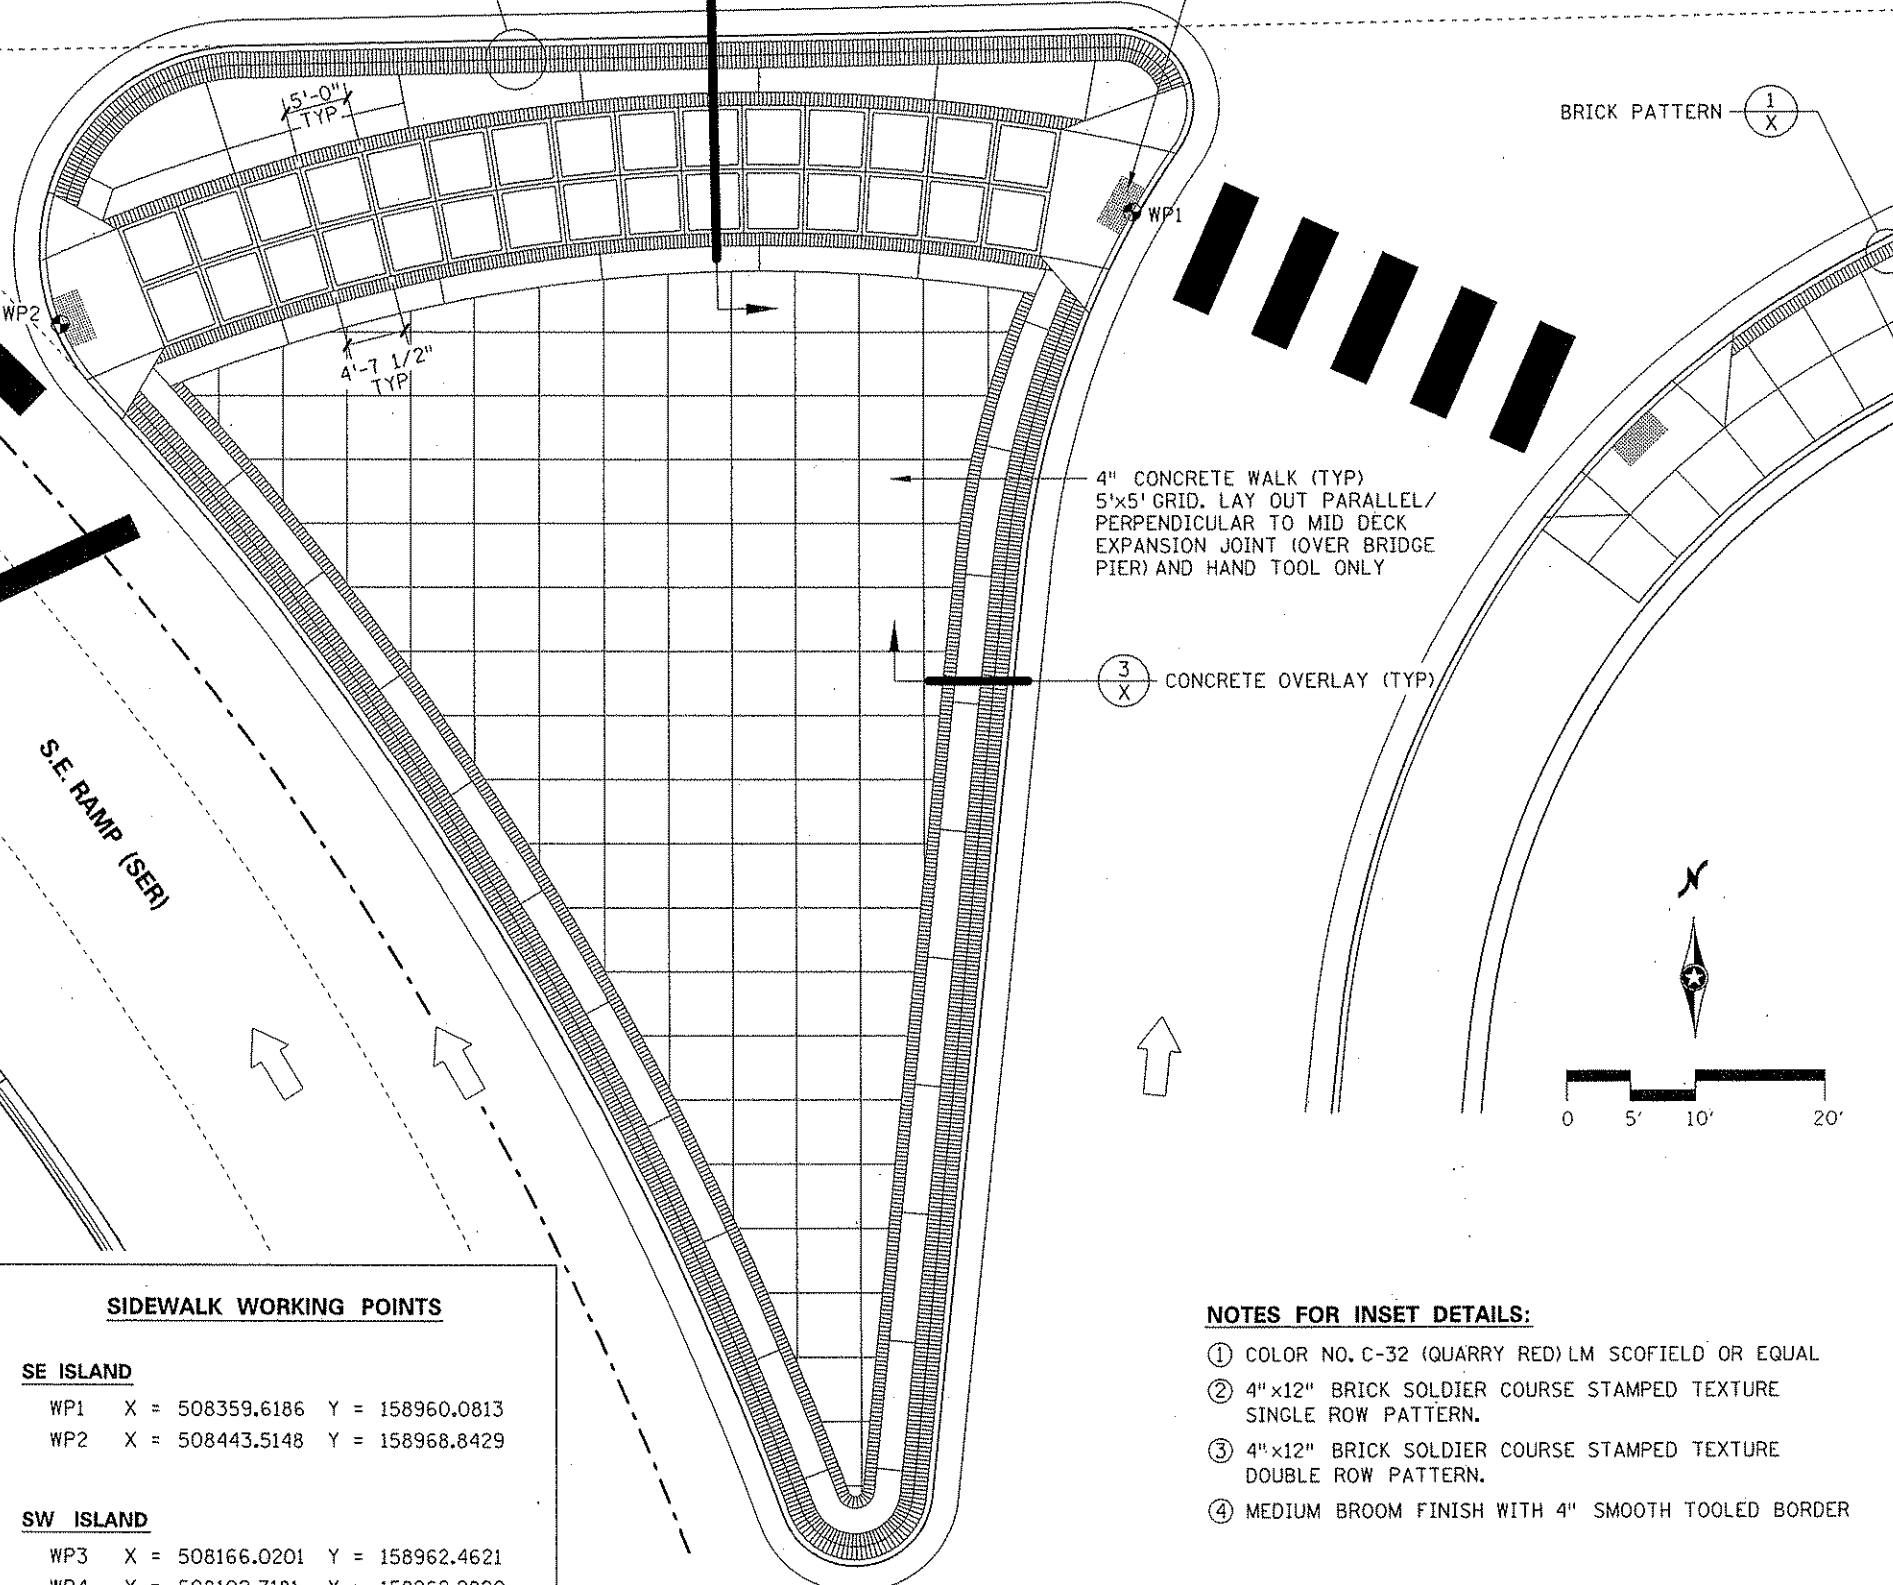 5'-0"
TYP
BRICK PATTERN
1
X
WP1
WP2
4'-7 1/2"
TYP
4" CONCRETE WALK (TYP)
5'x5' GRID. LAY OUT PARALLEL/
PERPENDICULAR TO MID DECK
EXPANSION JOINT (OVER BRIDGE
PIER) AND HAND TOOL ONLY
3
X
CONCRETE OVERLAY (TYP)
S.E. RAMP (SER)
N
0 5' 10' 20'
SIDEWALK WORKING POINTS
SE ISLAND
WP1 X = 508359.6186 Y = 158960.0813
WP2 X = 508443.5148 Y = 158968.8429
SW ISLAND
WP3 X = 508166.0201 Y = 158962.4621
NOTES FOR INSET DETAILS:
1 COLOR NO. C-32 (QUARRY RED) LM SCOFIELD OR EQUAL
2 4"x12" BRICK SOLDIER COURSE STAMPED TEXTURE
SINGLE ROW PATTERN.
3 4"x12" BRICK SOLDIER COURSE STAMPED TEXTURE
DOUBLE ROW PATTERN.
4 MEDIUM BROOM FINISH WITH 4" SMOOTH TOOLED BORDER